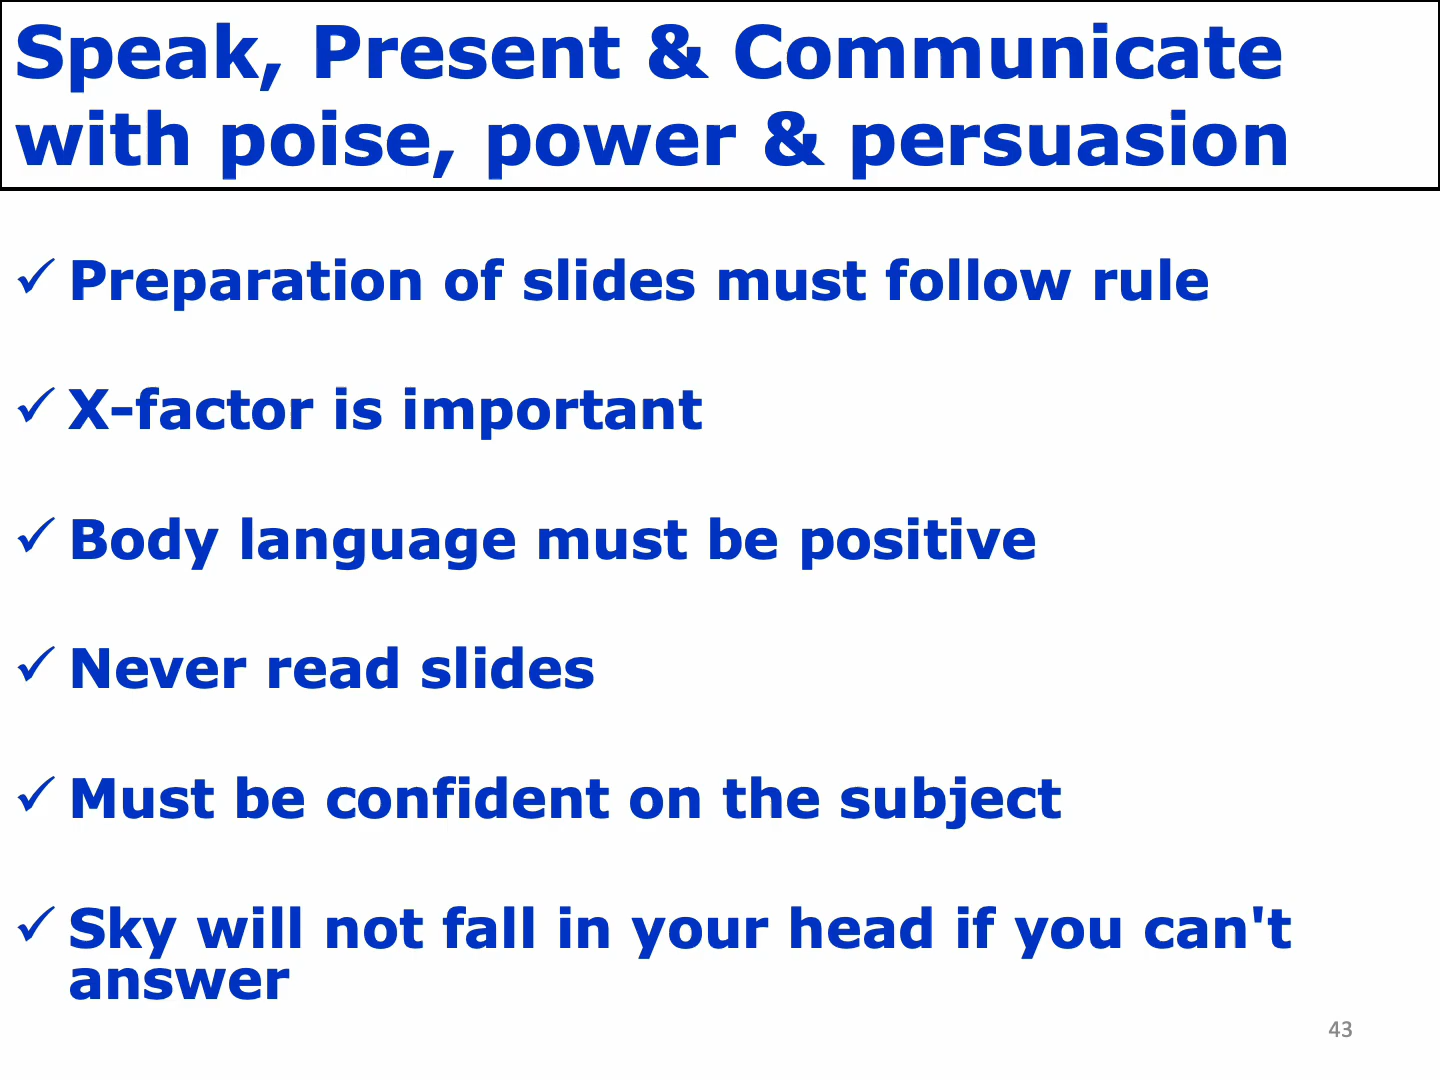 Speak, Present & Communicate
with poise, power & persuasion
✓ Preparation of slides must follow rule
✓ X-factor is important
✓ Body language must be positive
✓ Never read slides
✓ Must be confident on the subject
✓ Sky will not fall in your head if you can't
answer
43